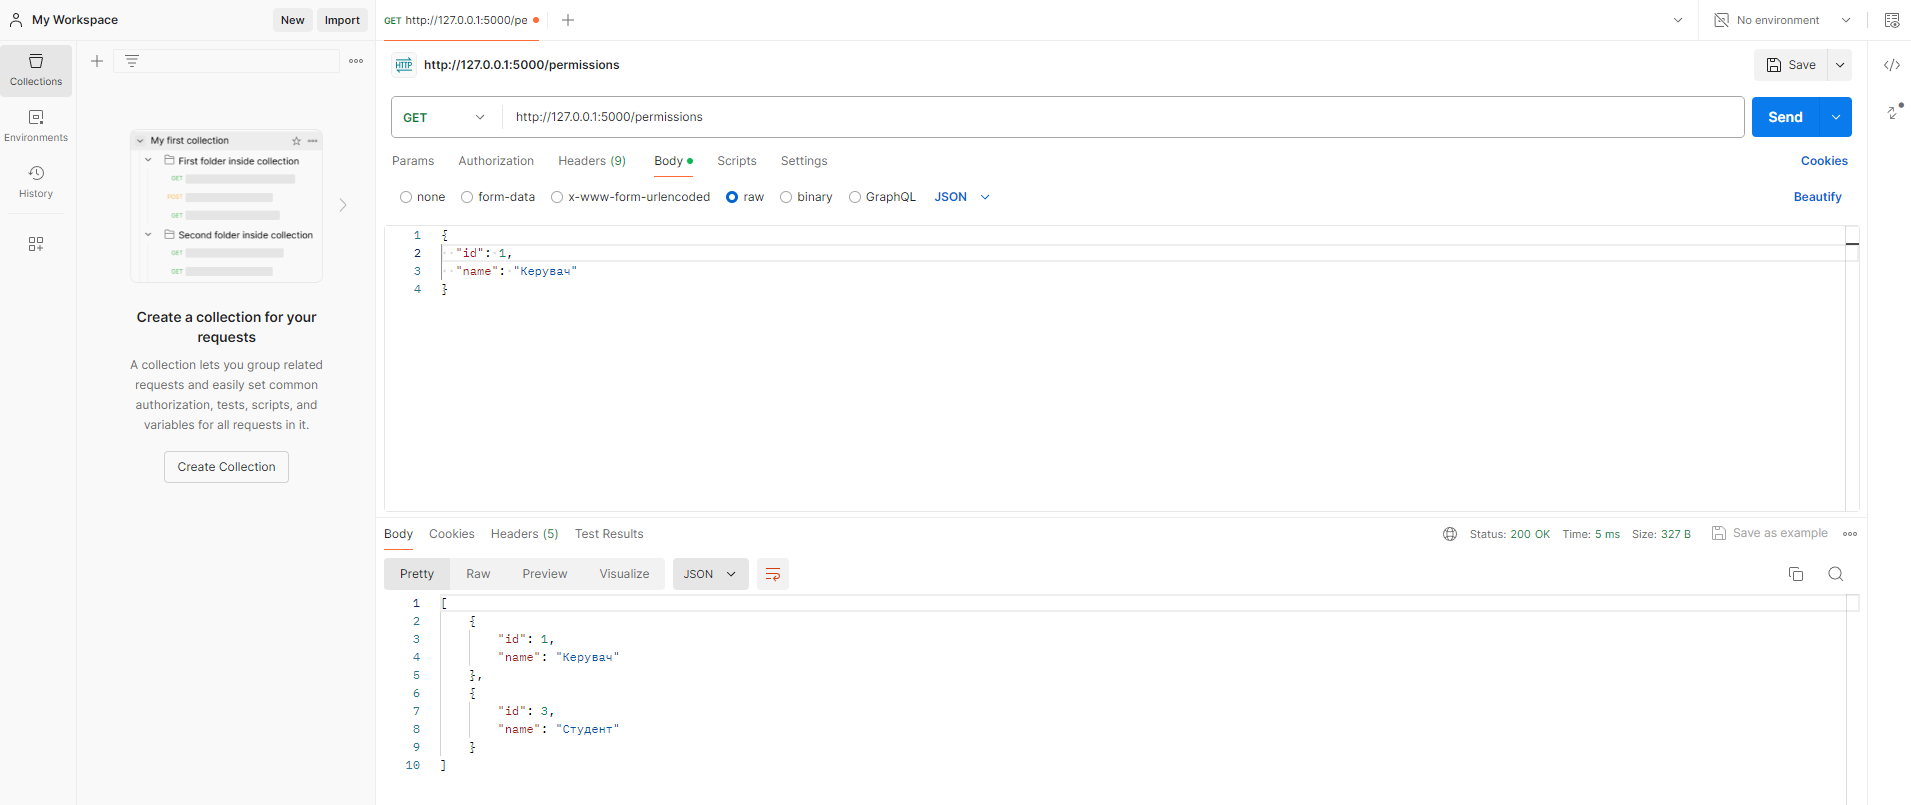 My Workspace
New
Import
GET http://127.0.0.1:5000/pe
No environment
Collections
Environments
History
My first collection
First folder inside collection
GET
POST
GET
Second folder inside collection
GET
GET
Create a collection for your
requests
A collection lets you group related
requests and easily set common
authorization, tests, scripts, and
variables for all requests in it.
Create Collection
HTTP
http://127.0.0.1:5000/permissions
Save
GET
http://127.0.0.1:5000/permissions
Send
Params
Authorization
Headers (9)
Body
Scripts
Settings
Cookies
none
form-data
x-www-form-urlencoded
raw
binary
GraphQL
JSON
Beautify
1 {
2 "id": 1,
3 "name": "Керувач"
4 }
Body
Cookies
Headers (5)
Test Results
Status: 200 OK
Time: 5 ms
Size: 327 B
Save as example
Pretty
Raw
Preview
Visualize
JSON
1 [
2 {
3 "id": 1,
4 "name": "Керувач"
5 },
6 {
7 "id": 3,
8 "name": "Студент"
9 }
10 ]